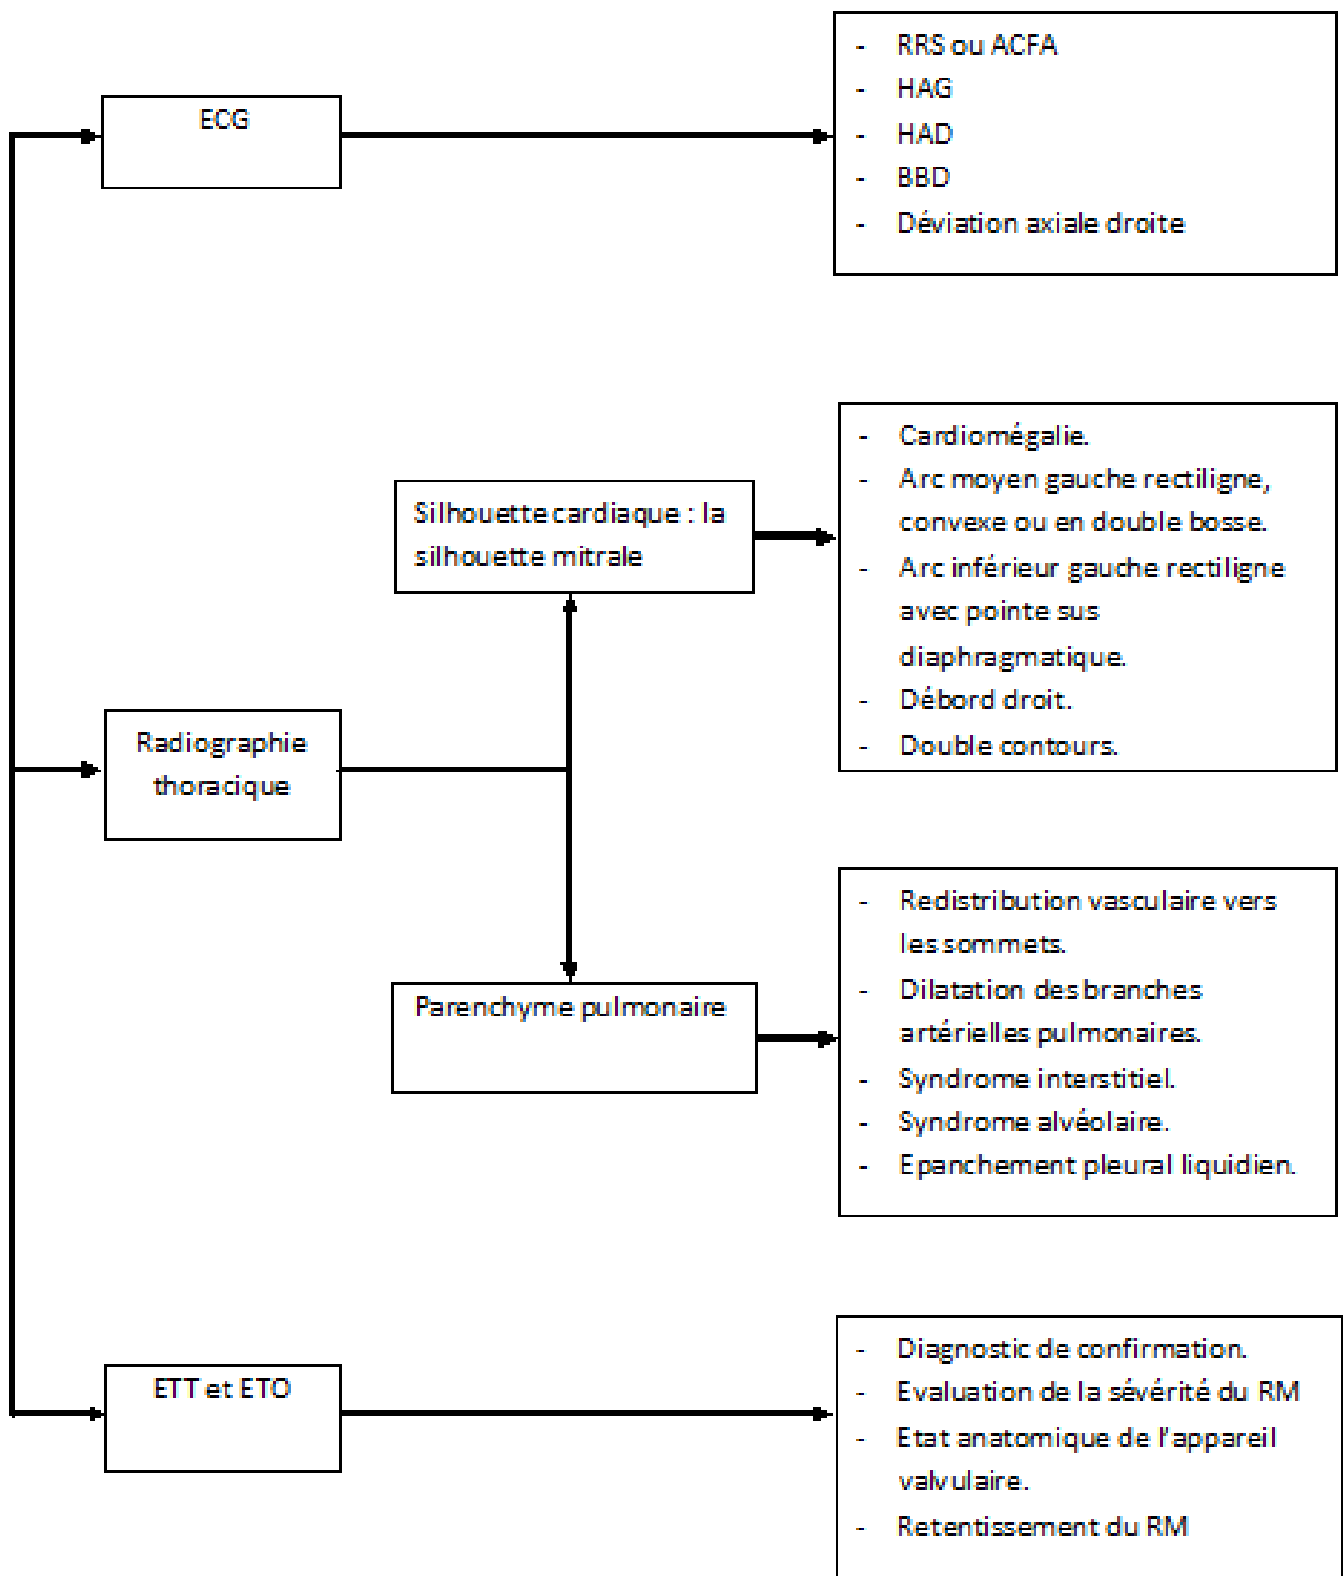 ECG
- RRS ou ACFA
- HAG
- HAD
- BBD
- Déviation axiale droite
Radiographie
thoracique
Silhouette cardiaque : la
silhouette mitrale
- Cardiomégalie.
- Arc moyen gauche rectiligne,
convexe ou en double bosse.
- Arc inférieur gauche rectiligne
avec pointe sus
diaphragmatique.
- Débord droit.
- Double contours.
Parenchyme pulmonaire
- Redistribution vasculaire vers
les sommets.
- Dilatation des branches
artérielles pulmonaires.
- Syndrome interstitiel.
- Syndrome alvéolaire.
- Epanchement pleural liquidien.
ETT et ETO
- Diagnostic de confirmation.
- Evaluation de la sévérité du RM
- Etat anatomique de l'appareil
valvulaire.
- Retentissement du RM